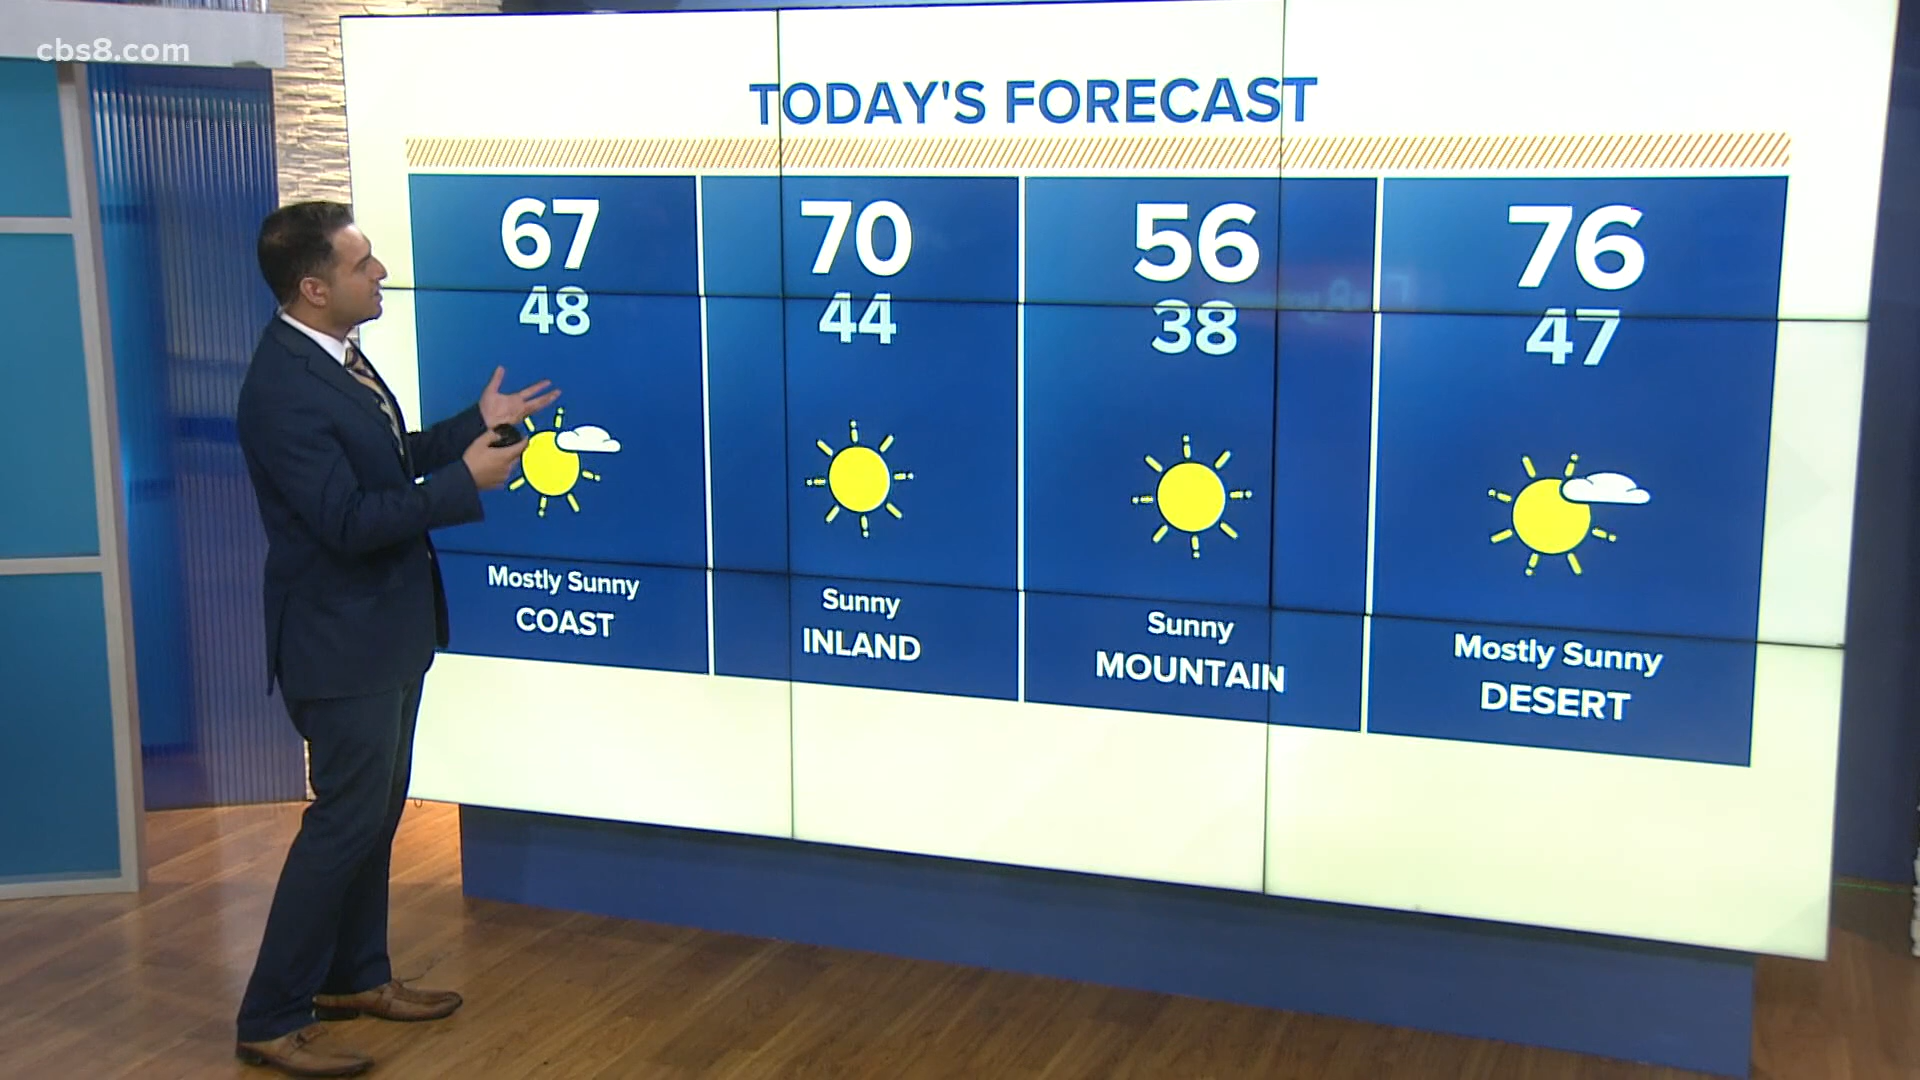 cbs8.com
TODAY'S FORECAST
67
48
Mostly Sunny
COAST
70
44
Sunny
INLAND
56
38
Sunny
MOUNTAIN
76
47
Mostly Sunny
DESERT